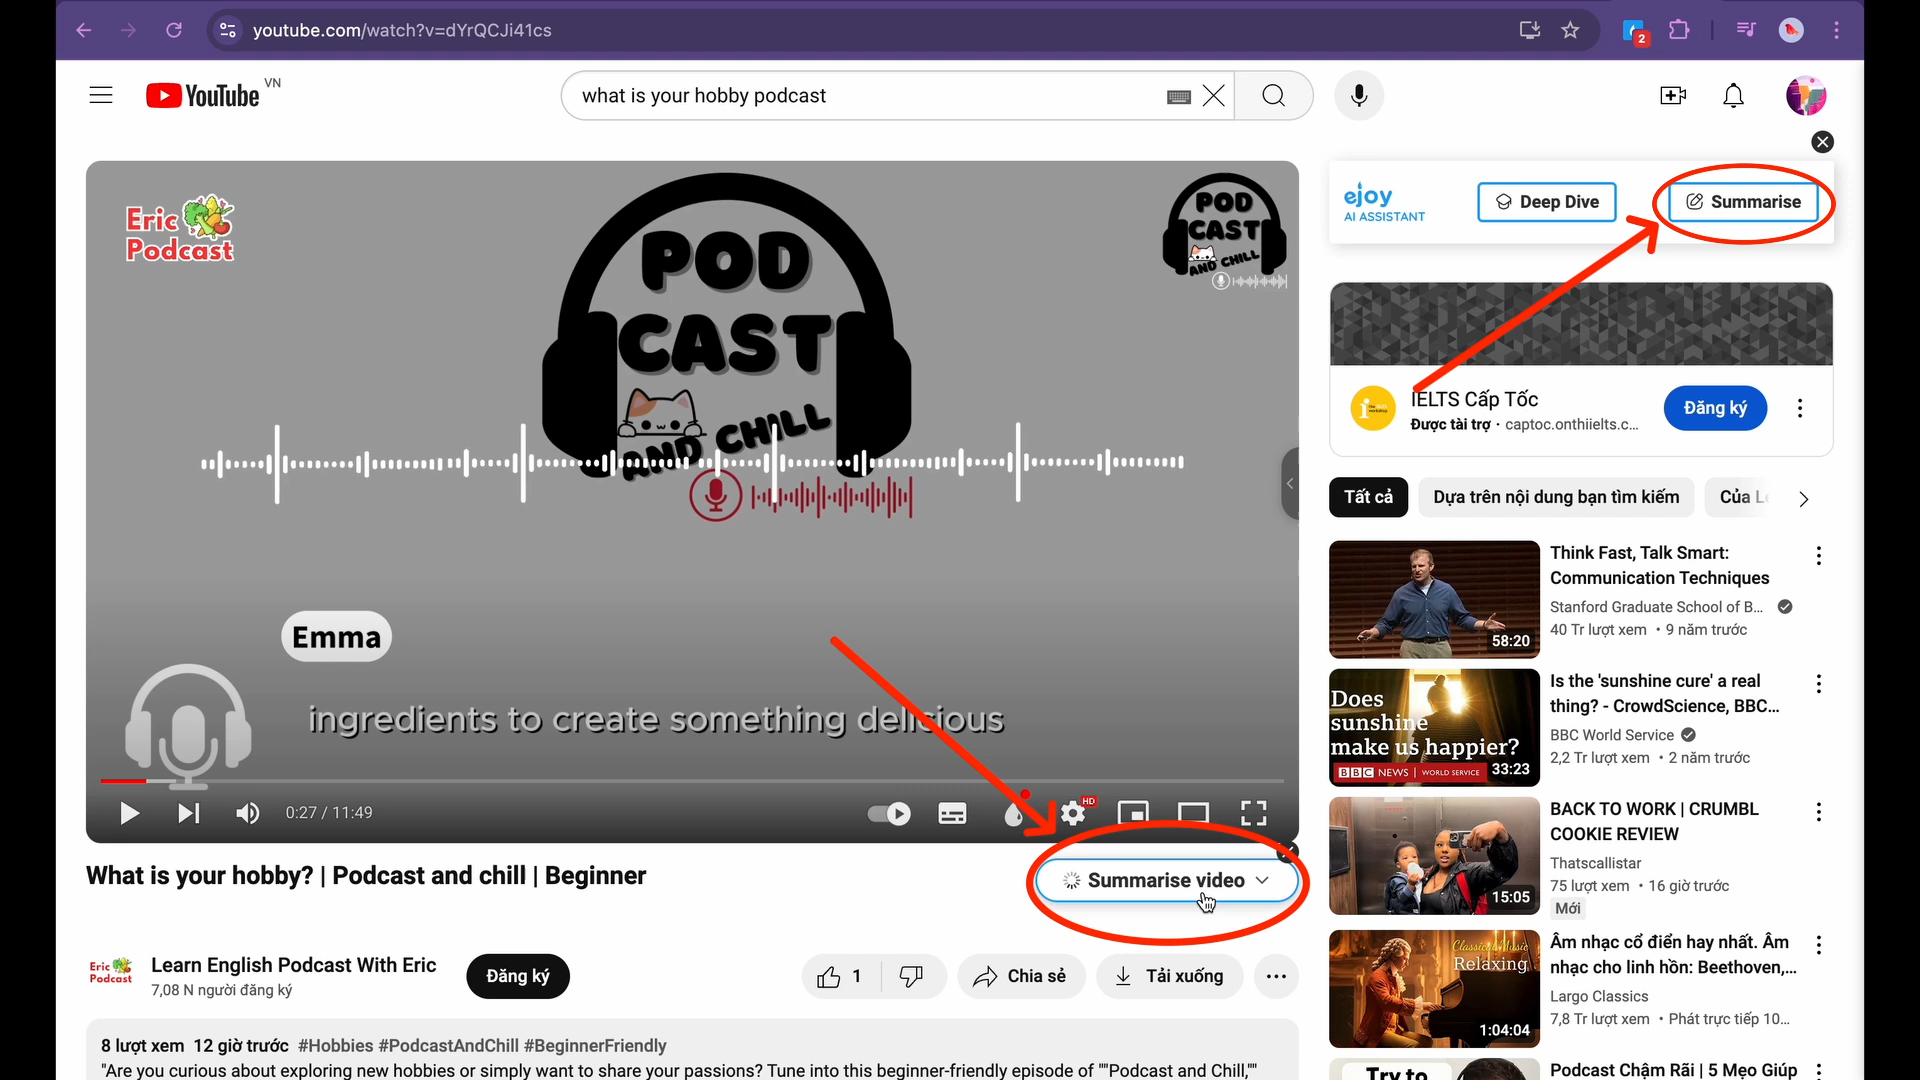 youtube.com/watch?v=dYrQCJi41cs
2
YouTube VN
what is your hobby podcast
Eric
Podcast
POD
CAST
AND CHILL
POD
CAST
AND CHILL
Emma
ingredients to create something delicious
0:27 / 11:49
HD
What is your hobby? | Podcast and chill | Beginner
Summarise video
Eric
Podcast
Learn English Podcast With Eric
7,08 N người đăng ký
Đăng ký
1
Chia sẻ
Tải xuống
8 lượt xem 12 giờ trước #Hobbies #PodcastAndChill #BeginnerFriendly
"Are you curious about exploring new hobbies or simply want to share your passions? Tune into this beginner-friendly episode of ""Podcast and Chill,""
ejoy
AI ASSISTANT
Deep Dive
Summarise
IELTS Cấp Tốc
Được tài trợ · captoc.onthiielts.c...
Đăng ký
Tất cả
Dựa trên nội dung bạn tìm kiếm
Của
58:20
Think Fast, Talk Smart:
Communication Techniques
Stanford Graduate School of B...
40 Tr lượt xem • 9 năm trước
Does
sunshine
make us happier?
BBC NEWS | WORLD SERVICE
33:23
Is the 'sunshine cure' a real
thing? - CrowdScience, BBC...
BBC World Service
2,2 Tr lượt xem • 2 năm trước
15:05
BACK TO WORK | CRUMBL
COOKIE REVIEW
Thatscallistar
75 lượt xem • 16 giờ trước
Mới
Classical Music
Relaxing
1:04:04
Âm nhạc cổ điển hay nhất. Âm
nhạc cho linh hồn: Beethoven,...
Largo Classics
7,8 Tr lượt xem • Phát trực tiếp 10...
Try to
Podcast Chậm Rãi | 5 Mẹo Giúp